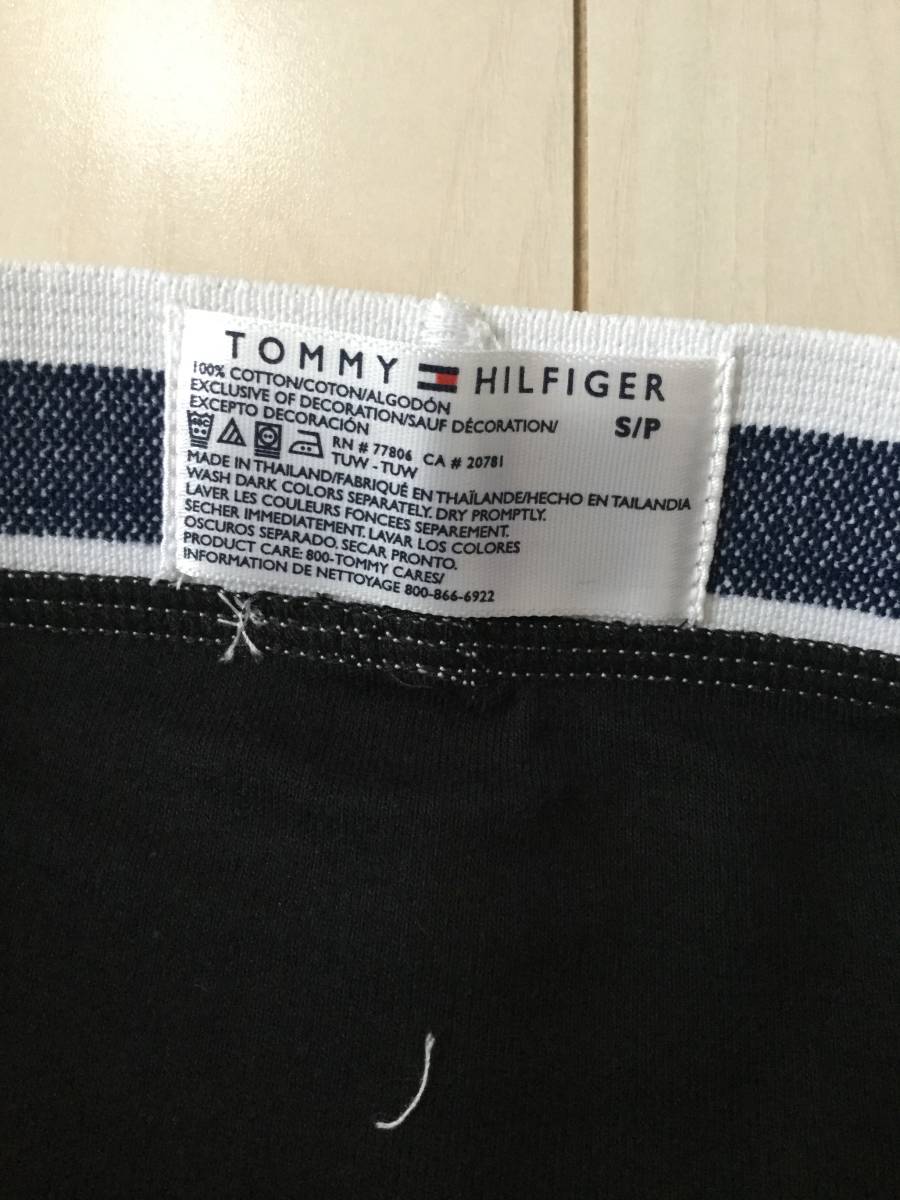 TOMMY HILFIGER
100% COTTON/COTON/ALGODÓN
EXCLUSIVE OF DECORATION/SAUF DÉCORATION/
EXCEPTO DECORACIÓN
S/P
RN # 77806 CA # 20781
TUW - TUW
MADE IN THAILAND/FABRIQUÉ EN THAÏLANDE/HECHO EN TAILANDIA
WASH DARK COLORS SEPARATELY. DRY PROMPTLY.
LAVER LES COULEURS FONCEES SEPAREMENT.
SECHER IMMEDIATEMENT. LAVAR LOS COLORES
OSCUROS SEPARADO. SECAR PRONTO.
PRODUCT CARE: 800-TOMMY CARES/
INFORMATION DE NETTOYAGE 800-866-6922